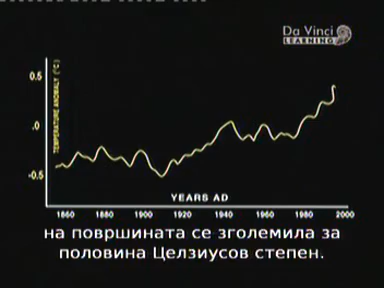 Da Vinci
LEARNING
0.5
.0
-0.5
TEMPERATURE ANOMALY (°C)
YEARS AD
1860 1880 1900 1920 1940 1960 1980 2000
на површината се зголемила за
половина Целзиусов степен.